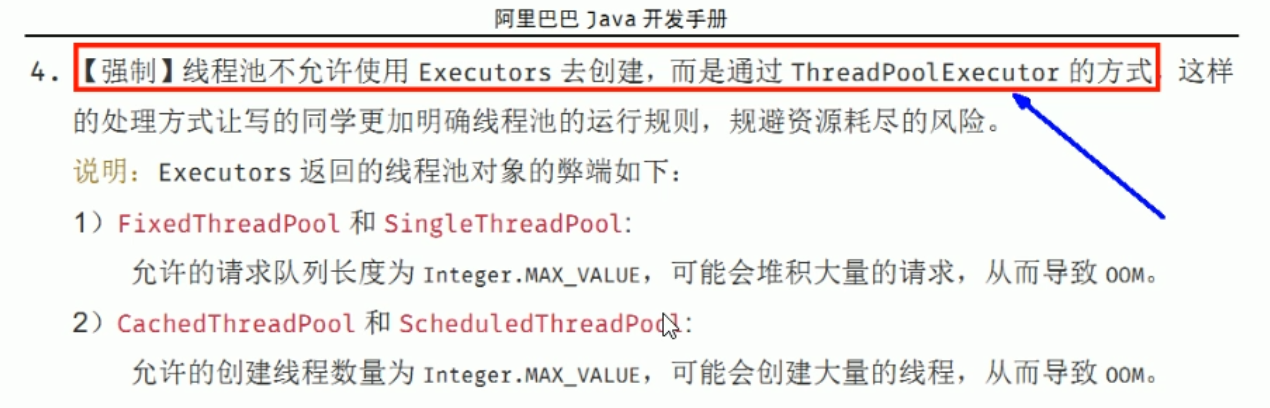 阿里巴巴 Java 开发手册
4. 【强制】线程池不允许使用 Executors 去创建，而是通过 ThreadPoolExecutor 的方式，这样
的处理方式让写的同学更加明确线程池的运行规则，规避资源耗尽的风险。
说明：Executors 返回的线程池对象的弊端如下：
1）FixedThreadPool 和 SingleThreadPool:
允许的请求队列长度为 Integer.MAX_VALUE，可能会堆积大量的请求，从而导致 OOM。
2）CachedThreadPool 和 ScheduledThreadPool:
允许的创建线程数量为 Integer.MAX_VALUE，可能会创建大量的线程，从而导致 OOM。